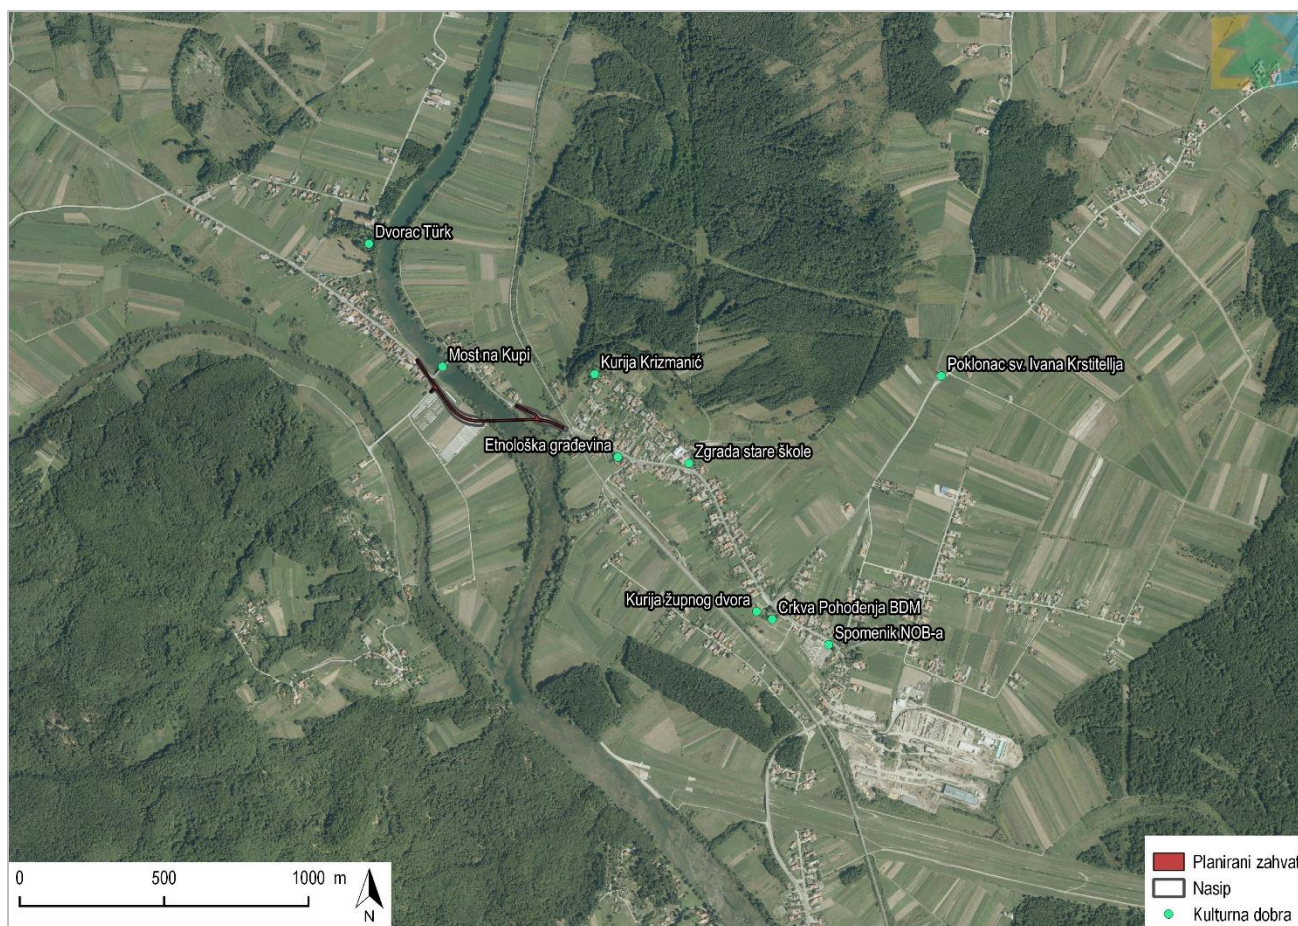 Dvorac Türk
Most na Kupi
Kurija Krizmanić
Poklonac sv. Ivana Krstitellja
Etnološka građevina
Zgrada stare škole
Kurija župnog dvora
Crkva Pohođenja BDM
Spomenik NOB-a
0 500 1000 m
N
Planirani zahvat
Nasip
Kulturna dobra